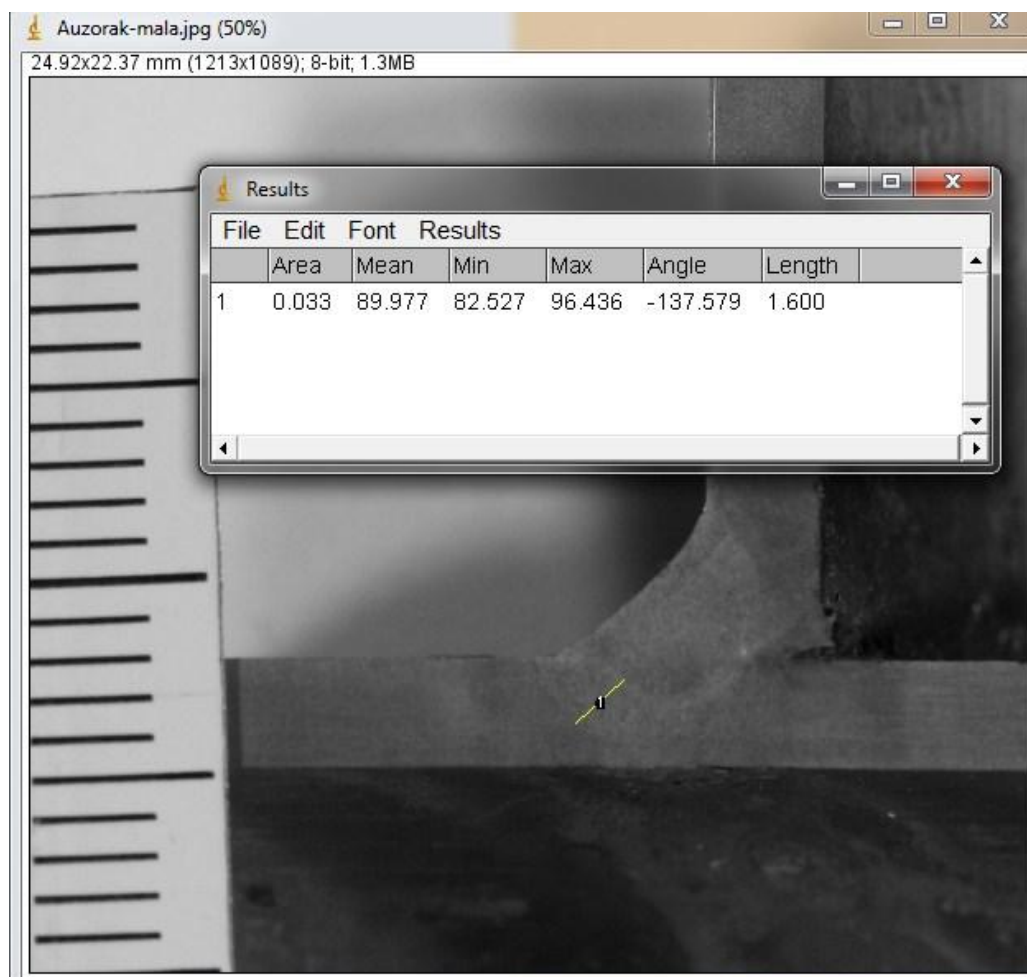 Auzorak-mala.jpg (50%)
24.92x22.37 mm (1213x1089); 8-bit; 1.3MB
Results
File Edit Font Results
Area Mean Min Max Angle Length
1 0.033 89.977 82.527 96.436 -137.579 1.600
1